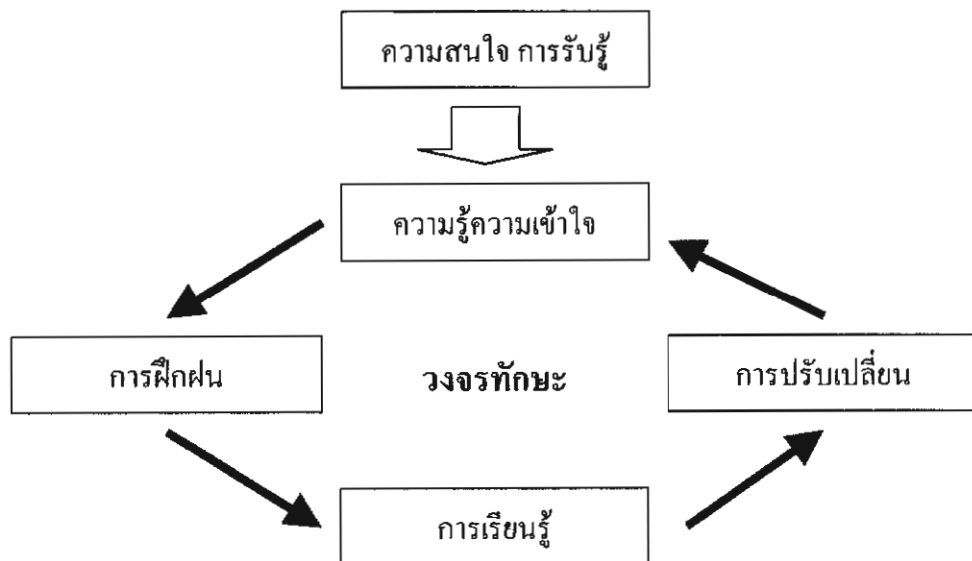 ความสนใจ การรับรู้
ความรู้ความเข้าใจ
การฝึกฝน
วงจรทักษะ
การปรับเปลี่ยน
การเรียนรู้